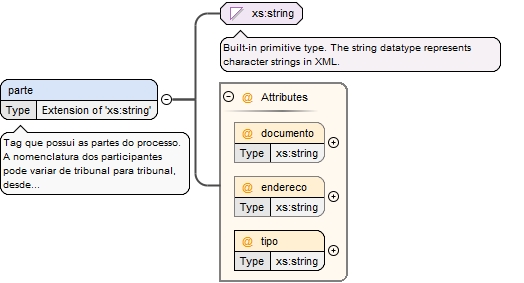 xs:string
Built-in primitive type. The string datatype represents
character strings in XML.
parte
Type Extension of 'xs:string'
Tag que possui as partes do processo.
A nomenclatura dos participantes
pode variar de tribunal para tribunal,
desde...
@ Attributes
@ documento
Type xs:string
@ endereco
Type xs:string
@ tipo
Type xs:string